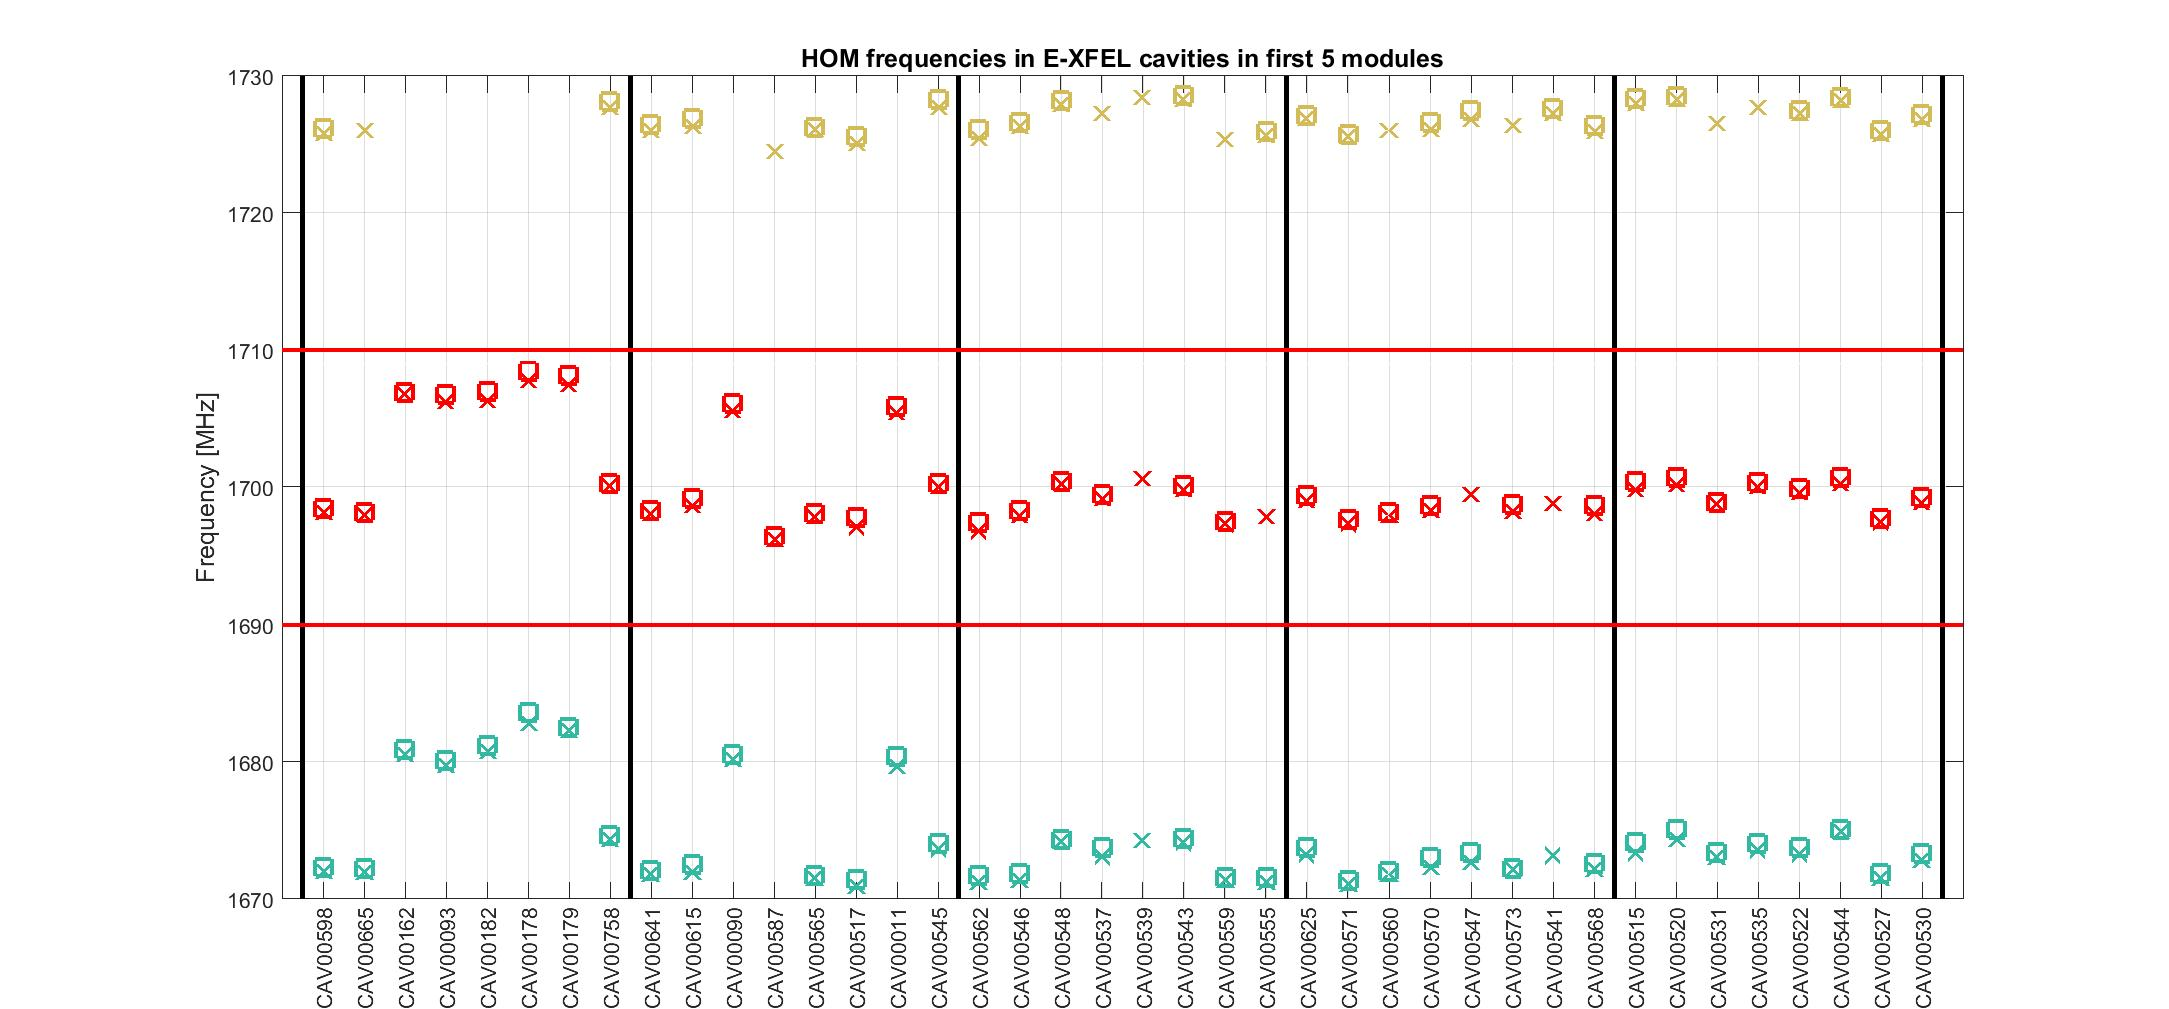 HOM frequencies in E-XFEL cavities in first 5 modules
Frequency [MHz]
1730
1720
1710
1700
1690
1680
1670
CAV00598
CAV00665
CAV00162
CAV00093
CAV00182
CAV00178
CAV00179
CAV00758
CAV00641
CAV00615
CAV00090
CAV00587
CAV00565
CAV00517
CAV00011
CAV00545
CAV00562
CAV00546
CAV00548
CAV00537
CAV00539
CAV00543
CAV00559
CAV00555
CAV00625
CAV00571
CAV00560
CAV00570
CAV00547
CAV00573
CAV00541
CAV00568
CAV00515
CAV00520
CAV00531
CAV00535
CAV00522
CAV00544
CAV00527
CAV00530